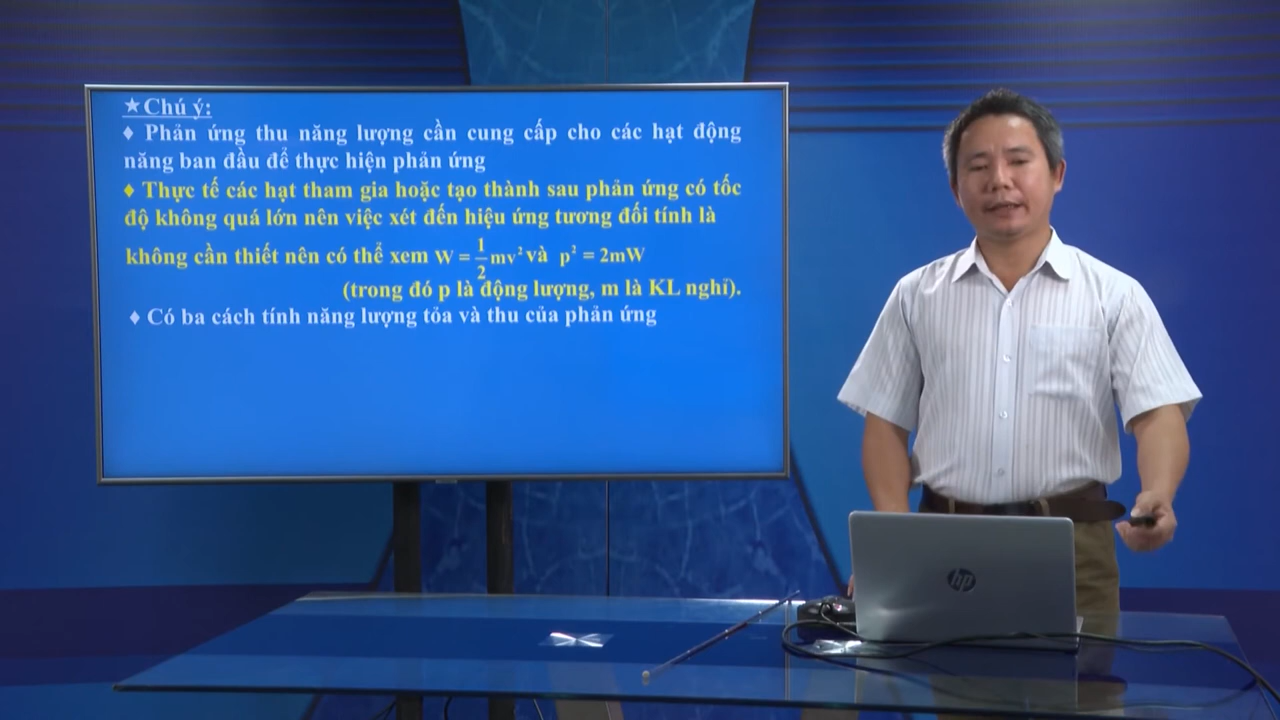 ★Chú ý:
♦ Phản ứng thu năng lượng cần cung cấp cho các hạt động
năng ban đầu để thực hiện phản ứng
♦ Thực tế các hạt tham gia hoặc tạo thành sau phản ứng có tốc
độ không quá lớn nên việc xét đến hiệu ứng tương đối tính là
không cần thiết nên có thể xem W = 1/2 mv² và p² = 2mW
(trong đó p là động lượng, m là KL nghỉ).
♦ Có ba cách tính năng lượng tỏa và thu của phản ứng
hp